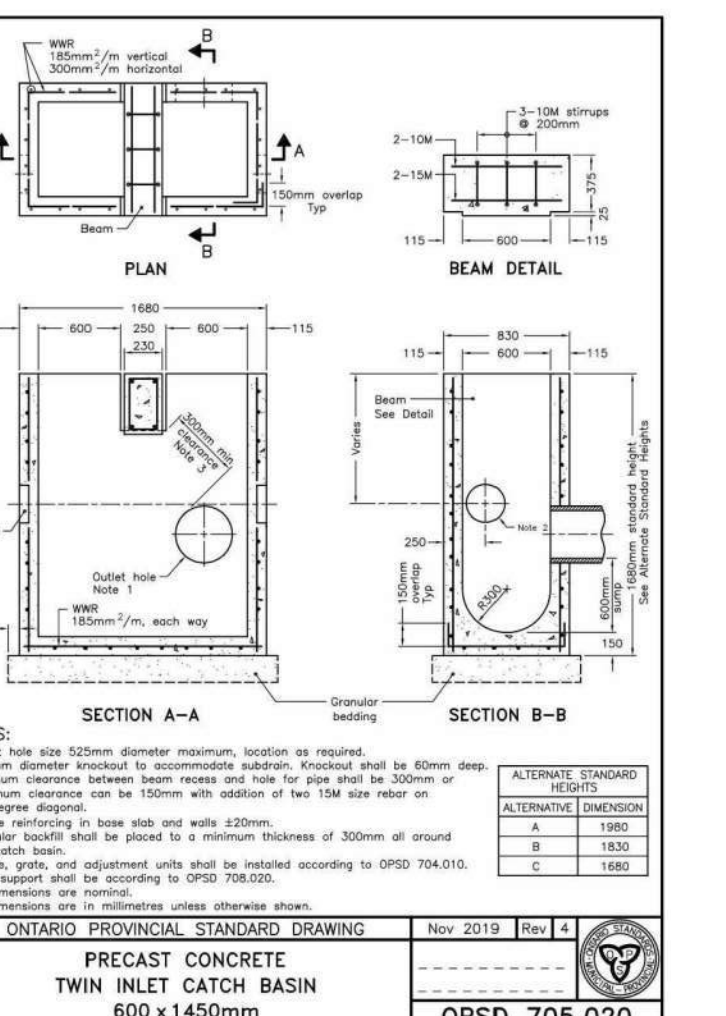 WWR
185mm²/m vertical
300mm²/m horizontal
B
A
150mm overlap
Typ
Beam
B
PLAN
3-10M stirrups
@ 200mm
2-10M
2-15M
375
25
115
600
115
BEAM DETAIL
1680
600
250
600
115
230
300mm min.
clearance
Note 3
Outlet hole
Note 1
WWR
185mm²/m, each way
SECTION A-A
830
115
600
115
Beam
See Detail
Varies
Note 2
250
150mm
overlap
Typ
R300
600mm
sump
150
1680mm standard height
See Alternate Standard Heights
Granular
bedding
SECTION B-B
S:
hole size 525mm diameter maximum, location as required.
diameter knockout to accommodate subdrain. Knockout shall be 60mm deep.
clearance between beam recess and hole for pipe shall be 300mm or
clearance can be 150mm with addition of two 15M size rebar on
diagonal.
reinforcing in base slab and walls ±20mm.
backfill shall be placed to a minimum thickness of 300mm all around
catch basin.
grate, and adjustment units shall be installed according to OPSD 704.010.
support shall be according to OPSD 708.020.
are nominal.
are in millimetres unless otherwise shown.
ALTERNATE STANDARD
HEIGHTS
ALTERNATIVE DIMENSION
A 1980
B 1830
C 1680
ONTARIO PROVINCIAL STANDARD DRAWING
Nov 2019 Rev 4
PRECAST CONCRETE
TWIN INLET CATCH BASIN
600 x 1450mm
ONTARIO STANDARDS
MUNICIPAL - PROVINCIAL
O P
S
OPSD 705.020